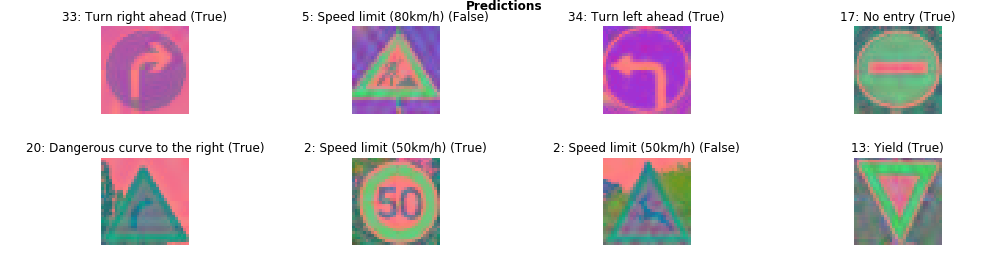 Predictions
33: Turn right ahead (True)
5: Speed limit (80km/h) (False)
34: Turn left ahead (True)
17: No entry (True)
20: Dangerous curve to the right (True)
2: Speed limit (50km/h) (True)
2: Speed limit (50km/h) (False)
13: Yield (True)
50